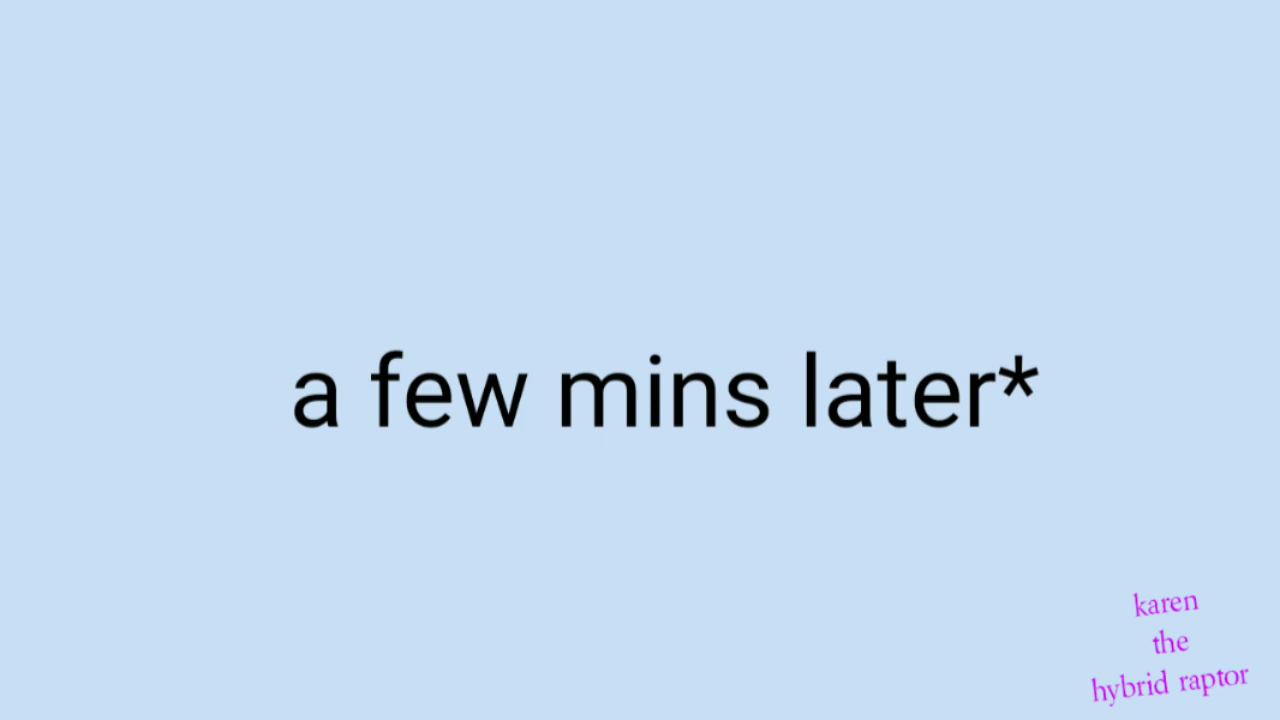 a few mins later*
karen
the
hybrid raptor